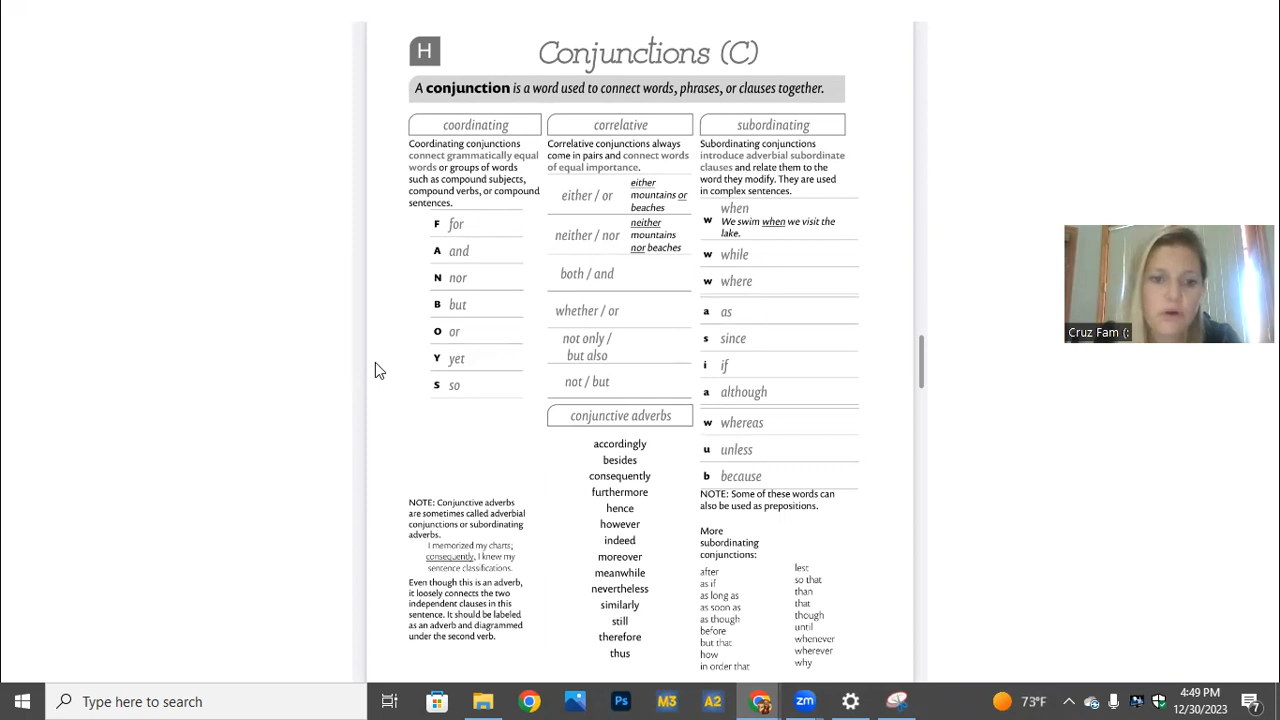 H
Conjunctions (C)
A conjunction is a word used to connect words, phrases, or clauses together.
coordinating
Coordinating conjunctions
connect grammatically equal
words or groups of words
such as compound subjects,
compound verbs, or compound
sentences.
F for
A and
N nor
B but
O or
Y yet
S so
NOTE: Conjunctive adverbs
are sometimes called adverbial
conjunctions or subordinating
adverbs.
I memorized my charts;
consequently, I knew my
sentence classifications.
Even though this is an adverb,
it loosely connects the two
independent clauses in this
sentence. It should be labeled
as an adverb and diagrammed
under the second verb.
correlative
Correlative conjunctions always
come in pairs and connect words
of equal importance.
either / or
either
mountains or
beaches
neither / nor
neither
mountains
nor beaches
both / and
whether / or
not only /
but also
not / but
conjunctive adverbs
accordingly
besides
consequently
furthermore
hence
however
indeed
moreover
meanwhile
nevertheless
similarly
still
therefore
thus
subordinating
Subordinating conjunctions
introduce adverbial subordinate
clauses and relate them to the
word they modify. They are used
in complex sentences.
w when
We swim when we visit the
lake.
w while
w where
a as
s since
i if
a although
w whereas
u unless
b because
NOTE: Some of these words can
also be used as prepositions.
More
subordinating
conjunctions:
after
as if
as long as
as soon as
as though
before
but that
how
in order that
lest
so that
than
that
though
until
whenever
wherever
why
Cruz Fam (
Type here to search
Ps
M3
A2
zm
73°F
4:49 PM
12/30/2023
7